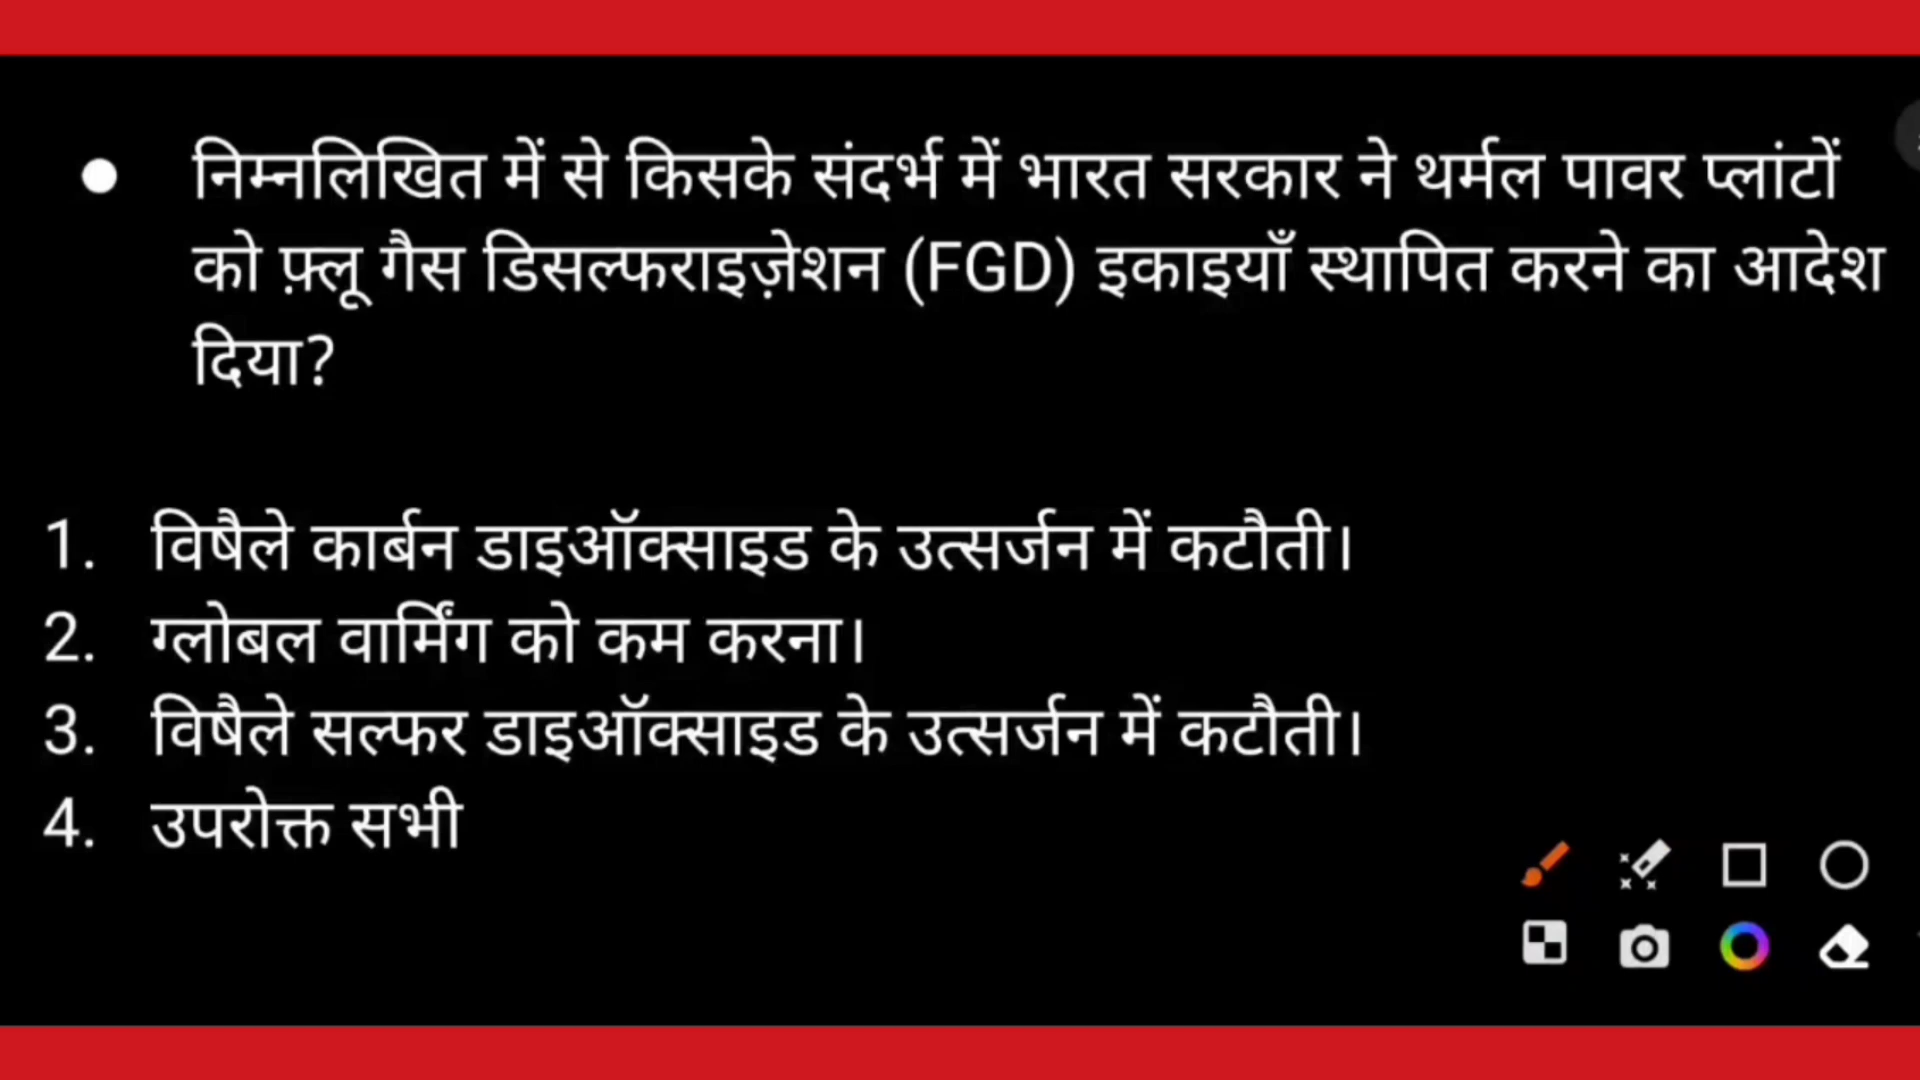 ● निम्नलिखित में से किसके संदर्भ में भारत सरकार ने थर्मल पावर प्लांटों
को फ़्लू गैस डिसल्फराइज़ेशन (FGD) इकाइयाँ स्थापित करने का आदेश
दिया?
1. विषैले कार्बन डाइऑक्साइड के उत्सर्जन में कटौती।
2. ग्लोबल वार्मिंग को कम करना।
3. विषैले सल्फर डाइऑक्साइड के उत्सर्जन में कटौती।
4. उपरोक्त सभी